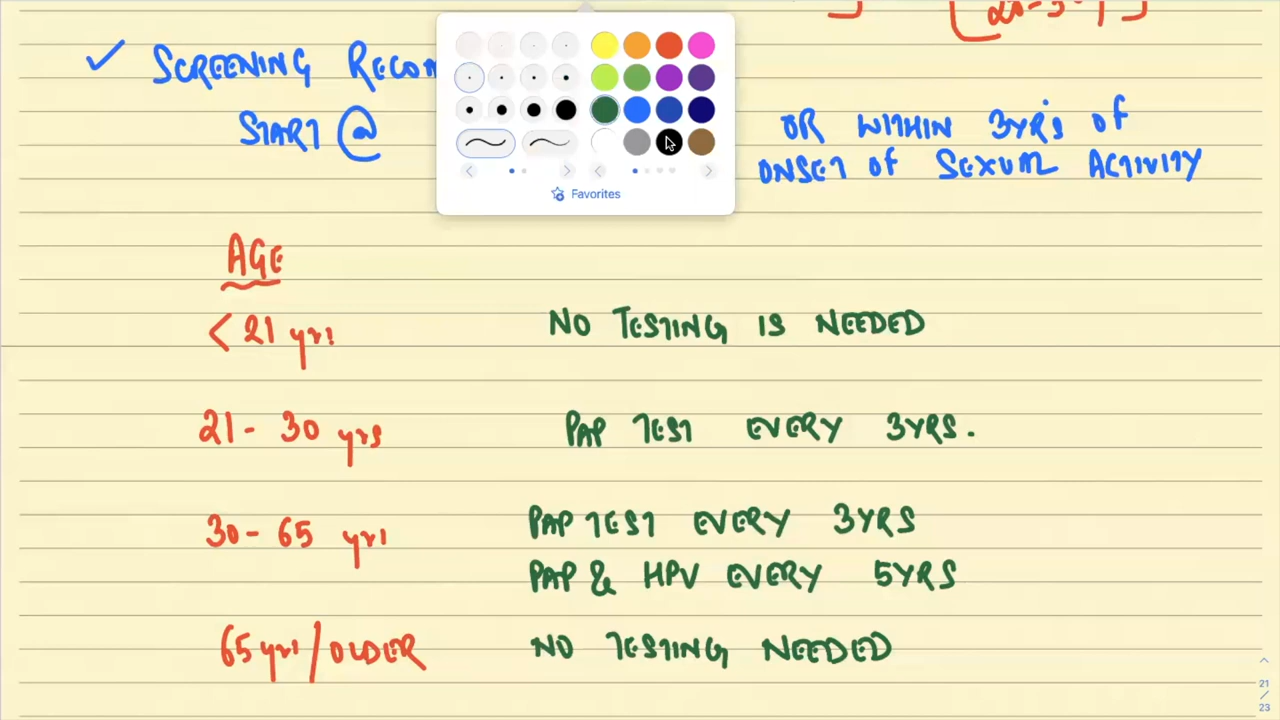 ✓ SCREENING RECOM
START @
OR WITHIN 3YRS OF
ONSET OF SEXUAL ACTIVITY
Favorites
AGE
< 21 yrs NO TESTING IS NEEDED
21 - 30 yrs PAP TEST EVERY 3YRS.
30 - 65 yrs PAP TEST EVERY 3YRS
PAP & HPV EVERY 5YRS
65 yrs / OLDER NO TESTING NEEDED
21
/
23